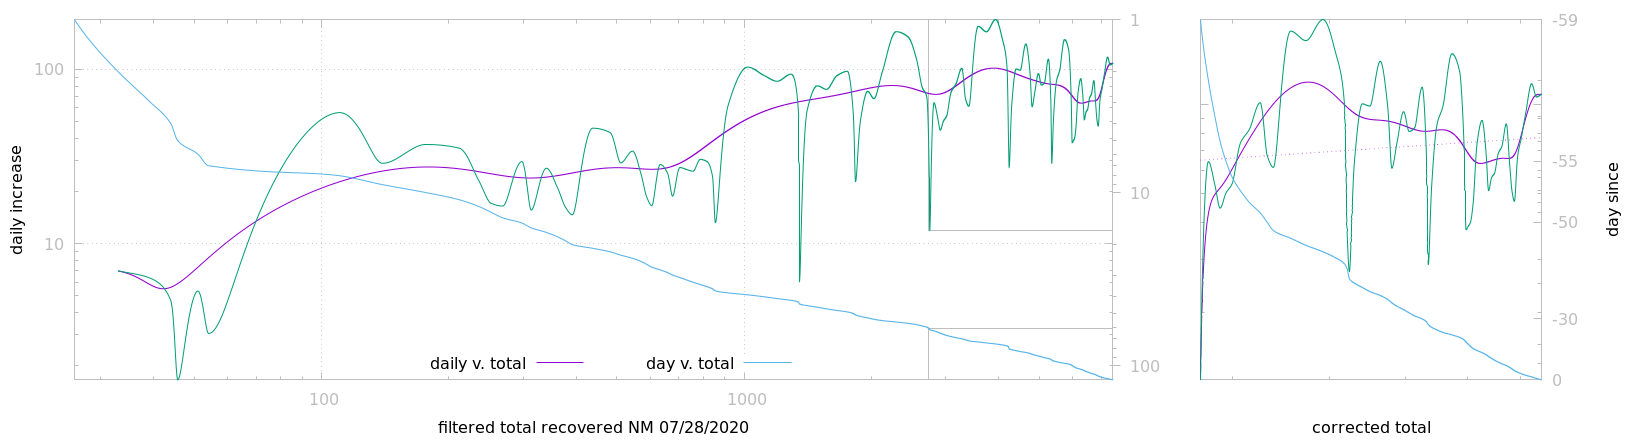 100
10
daily increase
daily v. total
day v. total
100
1000
filtered total recovered NM 07/28/2020
1
10
100
-59
-55
-50
-30
0
day since
corrected total